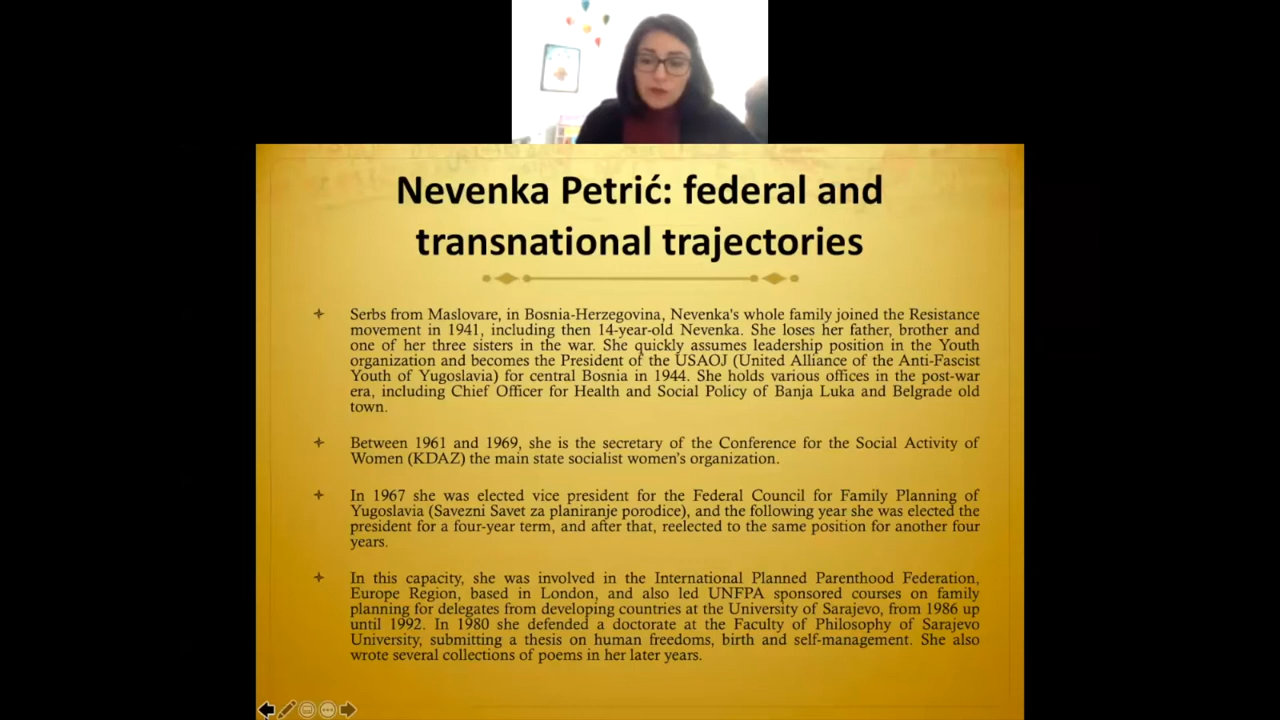 Nevenka Petrić: federal and
transnational trajectories
Serbs from Maslovare, in Bosnia-Herzegovina, Nevenka's whole family joined the Resistance
movement in 1941, including then 14-year-old Nevenka. She loses her father, brother and
one of her three sisters in the war. She quickly assumes leadership position in the Youth
organization and becomes the President of the USAOJ (United Alliance of the Anti-Fascist
Youth of Yugoslavia) for central Bosnia in 1944. She holds various offices in the post-war
era, including Chief Officer for Health and Social Policy of Banja Luka and Belgrade old
town.
Between 1961 and 1969, she is the secretary of the Conference for the Social Activity of
Women (KDAZ) the main state socialist women's organization.
In 1967 she was elected vice president for the Federal Council for Family Planning of
Yugoslavia (Savezni Savet za planiranje porodice), and the following year she was elected the
president for a four-year term, and after that, reelected to the same position for another four
years.
In this capacity, she was involved in the International Planned Parenthood Federation,
Europe Region, based in London, and also led UNFPA sponsored courses on family
planning for delegates from developing countries at the University of Sarajevo, from 1986 up
until 1992. In 1980 she defended a doctorate at the Faculty of Philosophy of Sarajevo
University, submitting a thesis on human freedoms, birth and self-management. She also
wrote several collections of poems in her later years.